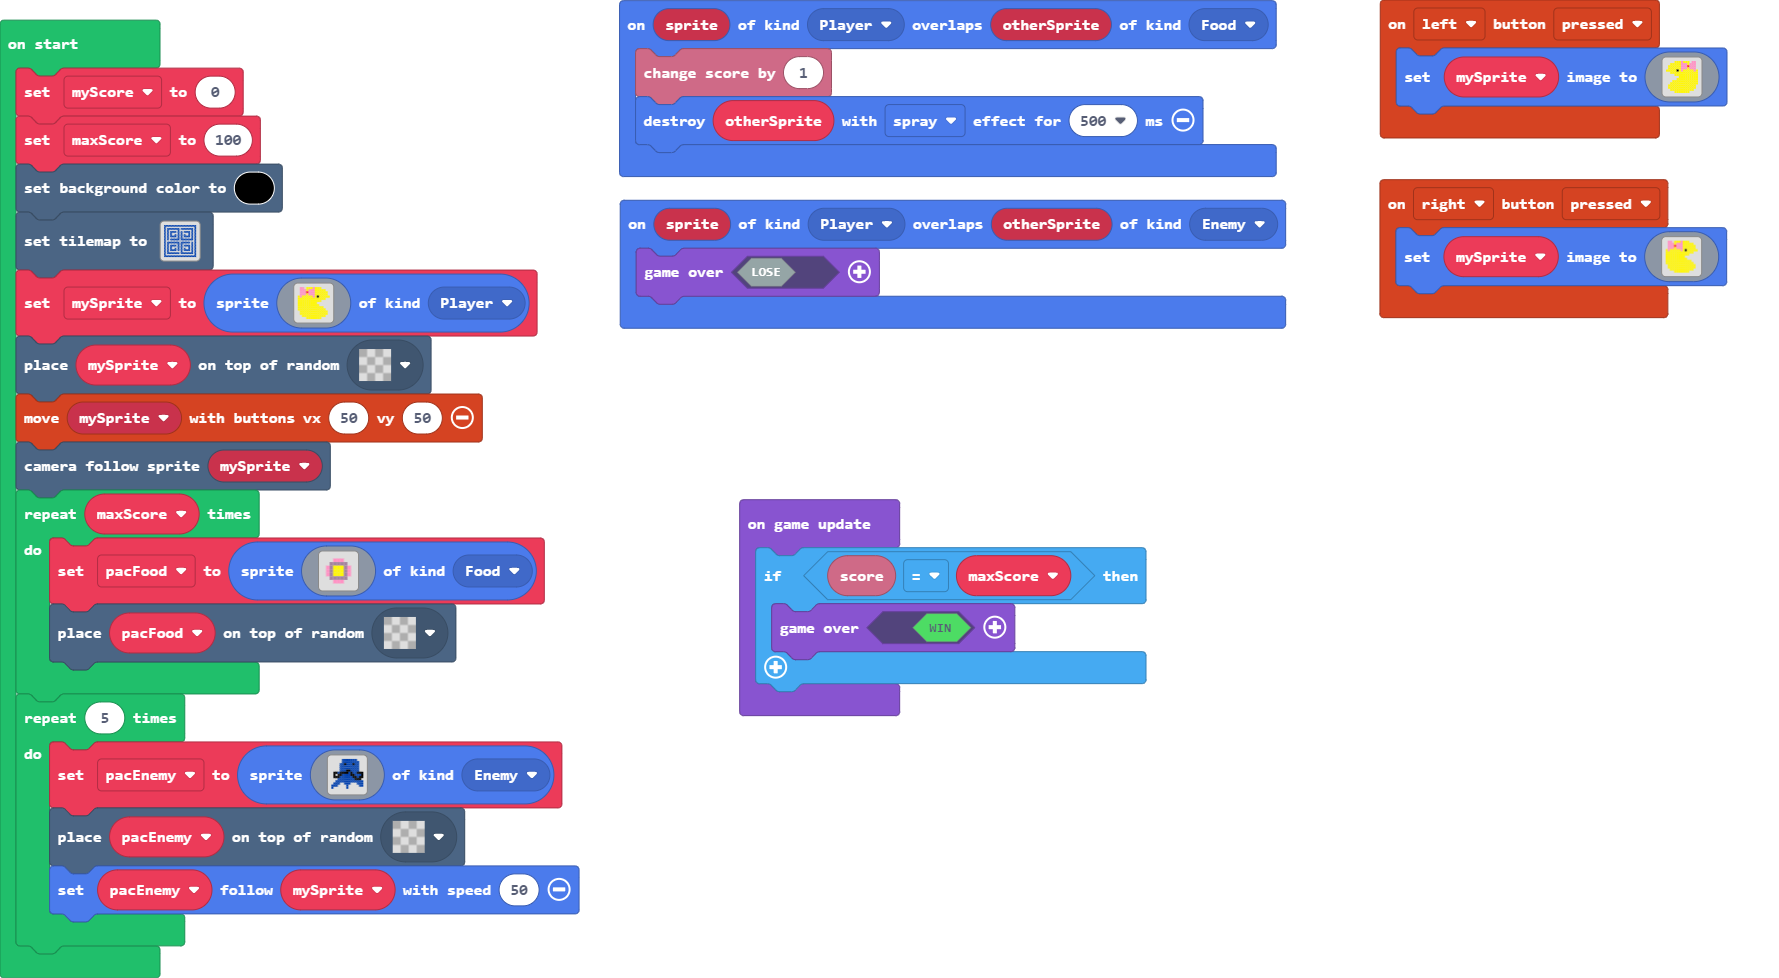 on start
set myScore to 0
set maxScore to 100
set background color to
set tilemap to
set mySprite to sprite of kind Player
place mySprite on top of random
move mySprite with buttons vx 50 vy 50
camera follow sprite mySprite
repeat maxScore times
do
set pacFood to sprite of kind Food
place pacFood on top of random
repeat 5 times
do
set pacEnemy to sprite of kind Enemy
place pacEnemy on top of random
set pacEnemy follow mySprite with speed 50
on sprite of kind Player overlaps otherSprite of kind Food
change score by 1
destroy otherSprite with spray effect for 500 ms
on sprite of kind Player overlaps otherSprite of kind Enemy
game over LOSE
on game update
if score = maxScore then
game over WIN
on left button pressed
set mySprite image to
on right button pressed
set mySprite image to